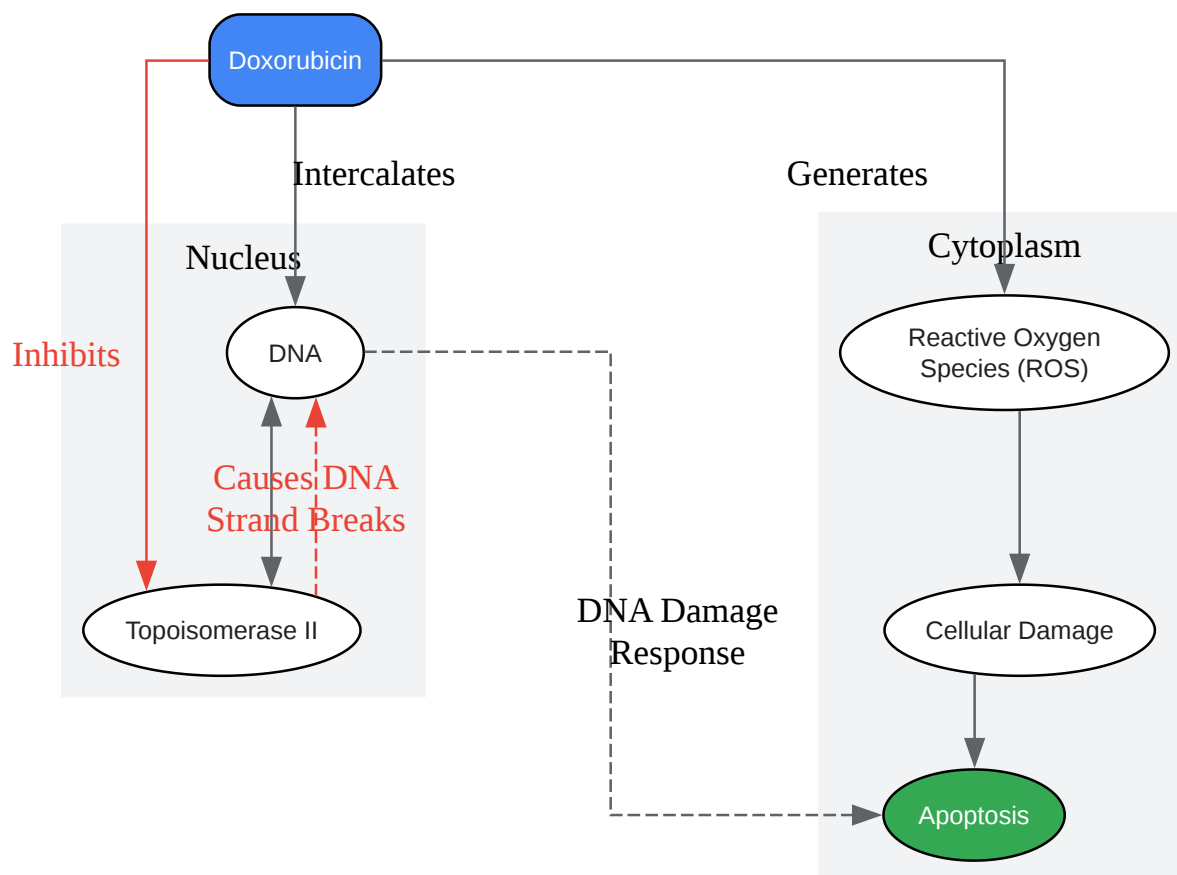 Doxorubicin
Intercalates
Generates
Nucleus
Cytoplasm
Inhibits
DNA
Reactive Oxygen
Species (ROS)
Causes DNA
Strand Breaks
DNA Damage
Response
Topoisomerase II
Cellular Damage
Apoptosis